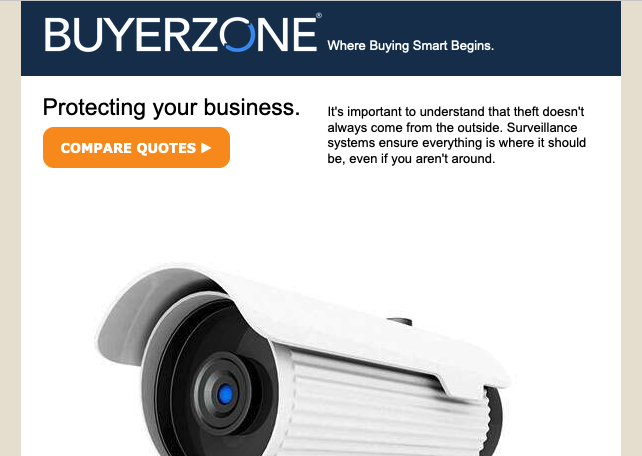 BUYERZONE® Where Buying Smart Begins.
Protecting your business.
COMPARE QUOTES ▶
It's important to understand that theft doesn't
always come from the outside. Surveillance
systems ensure everything is where it should
be, even if you aren't around.